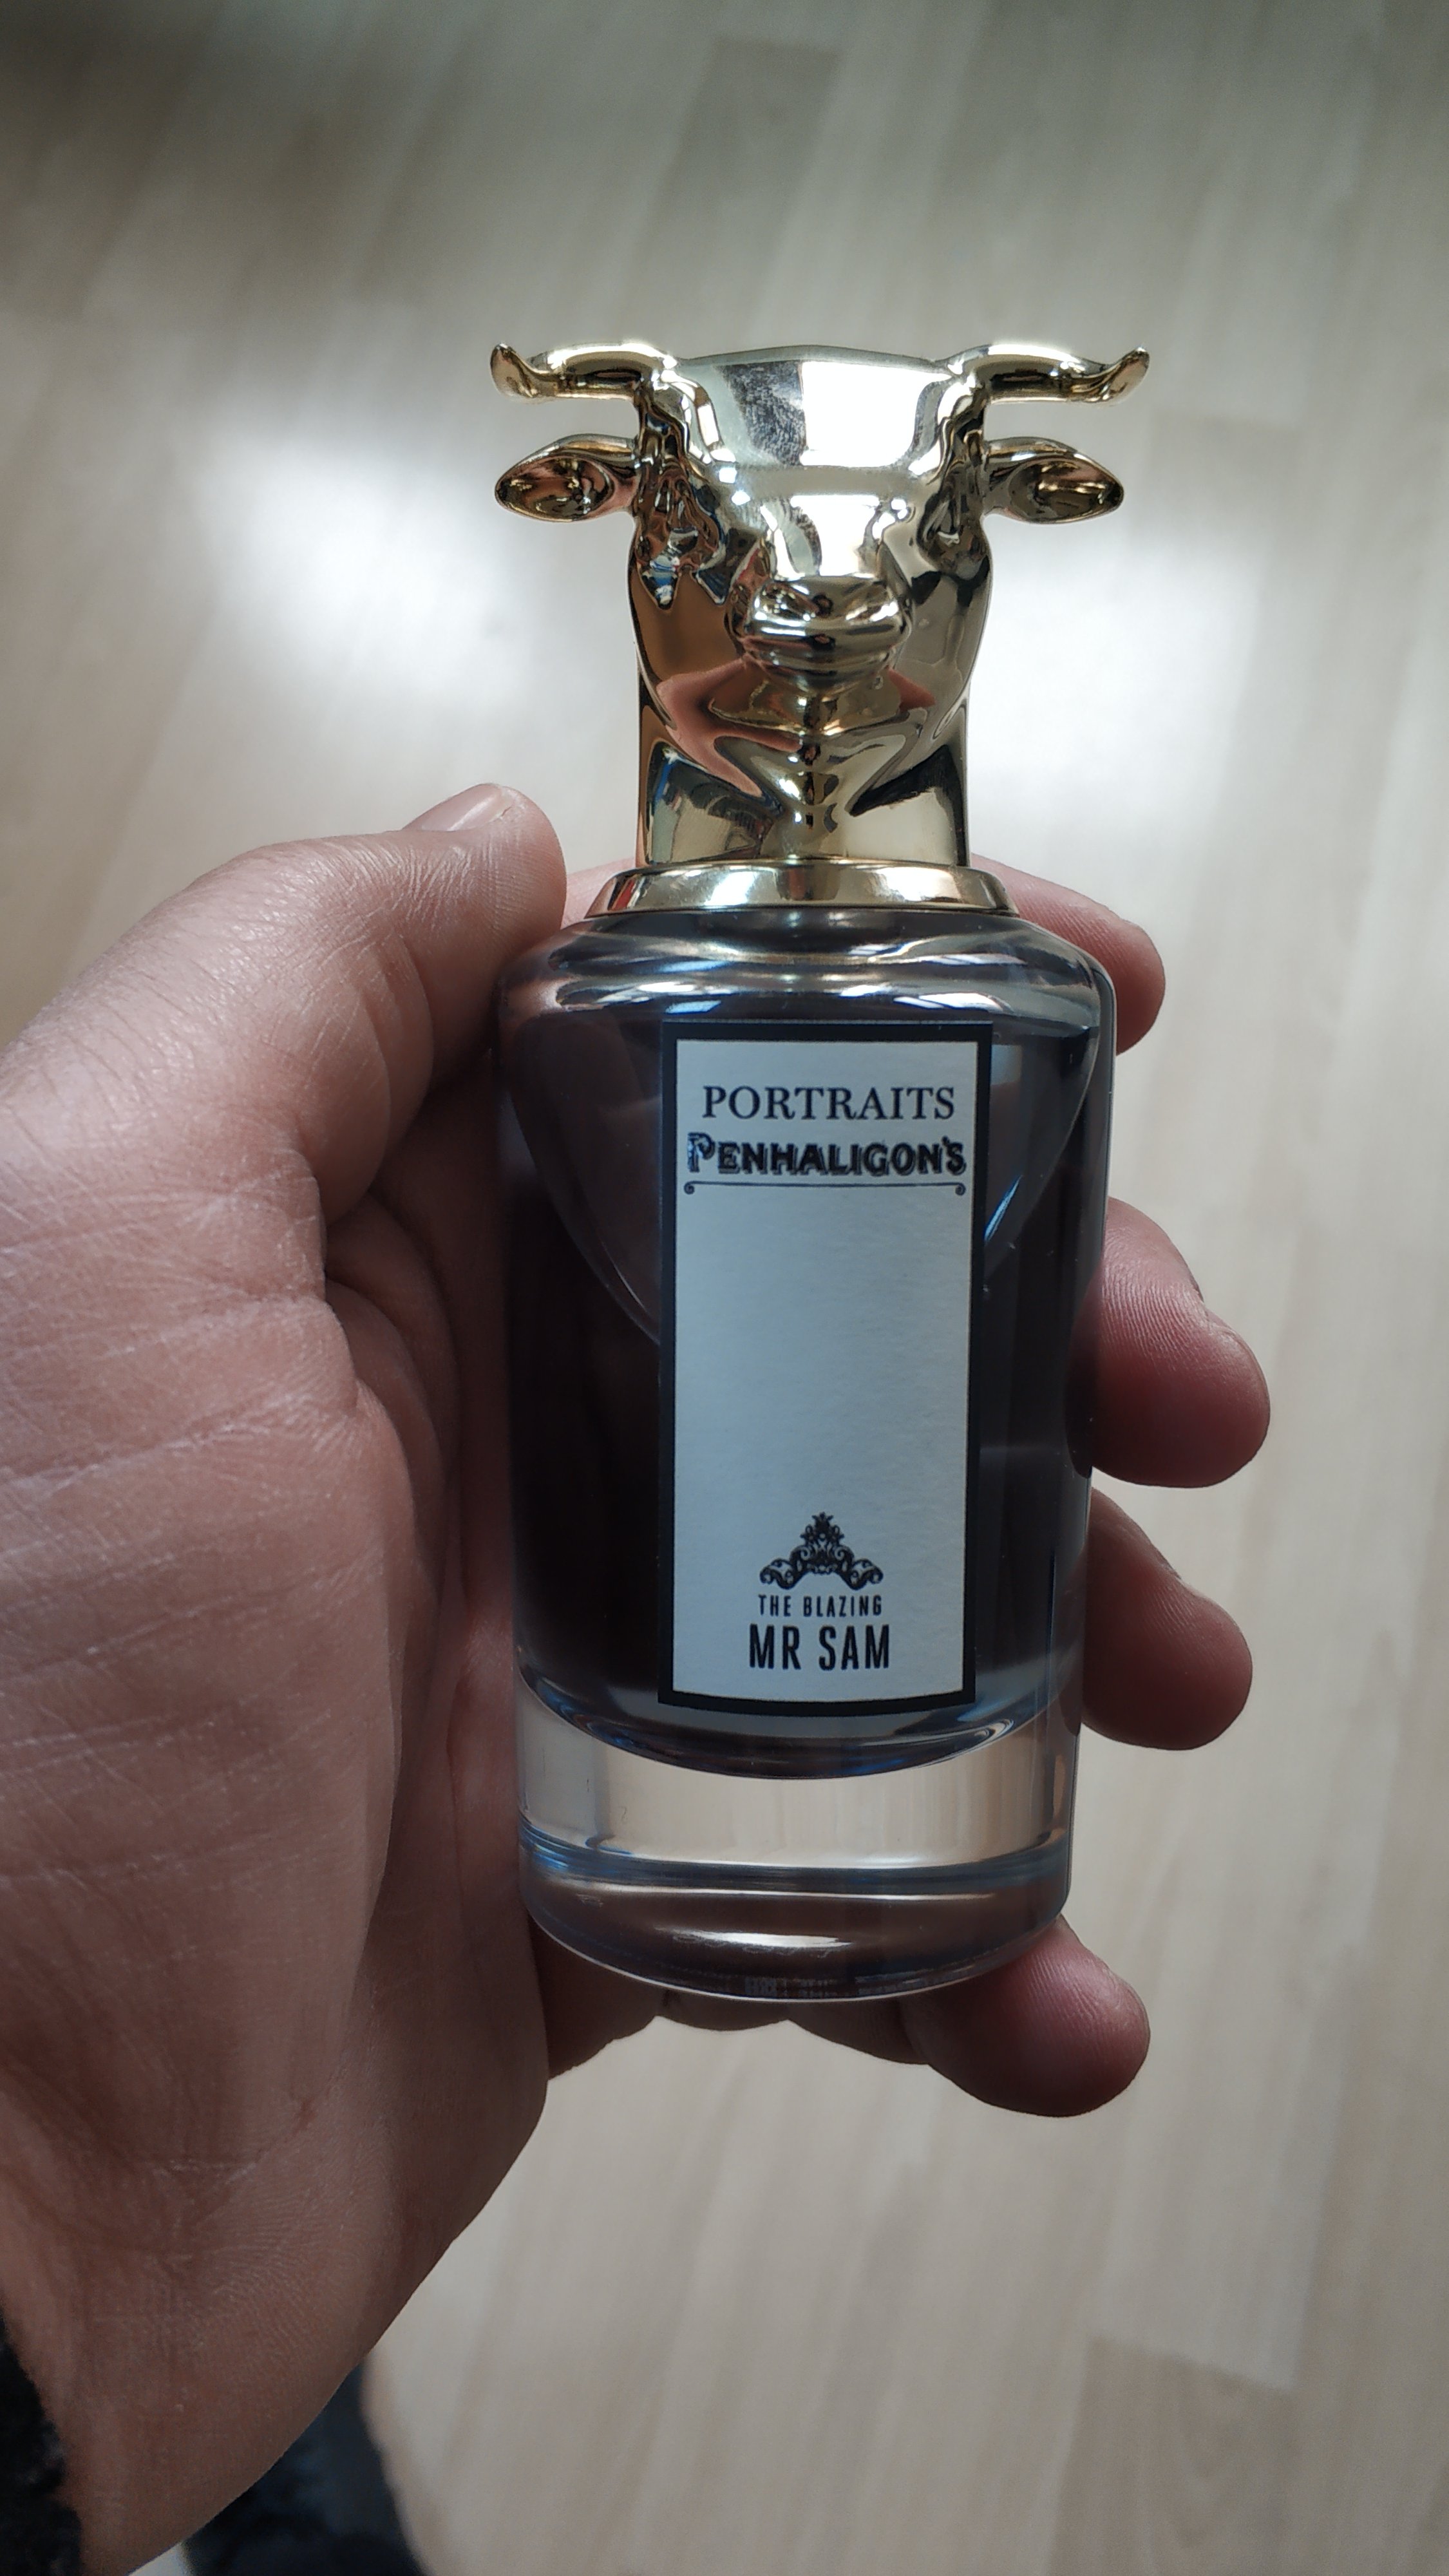 PORTRAITS
PENHALIGON'S
THE BLAZING
MR SAM